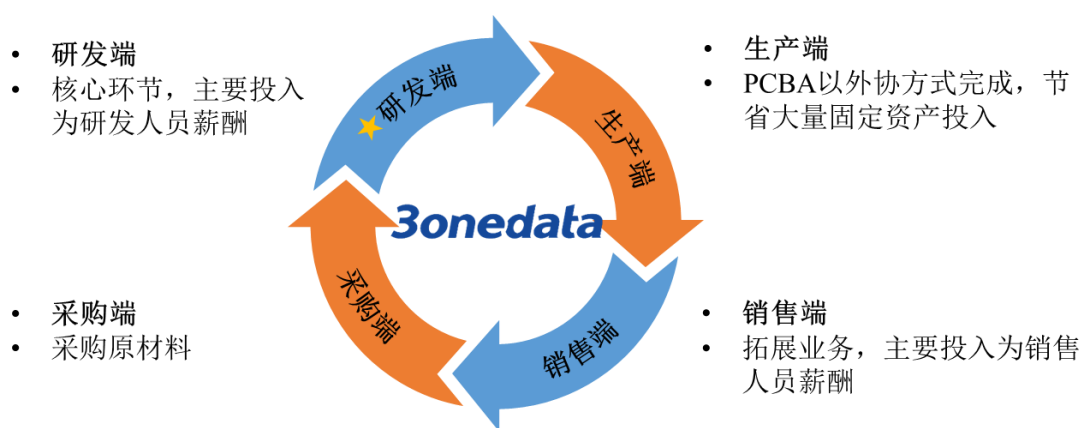 • 研发端
• 核心环节，主要投入
为研发人员薪酬
• 生产端
• PCBA以外协方式完成，节
省大量固定资产投入
研发端
生产端
3onedata
采购端
销售端
• 采购端
• 采购原材料
• 销售端
• 拓展业务，主要投入为销售
人员薪酬